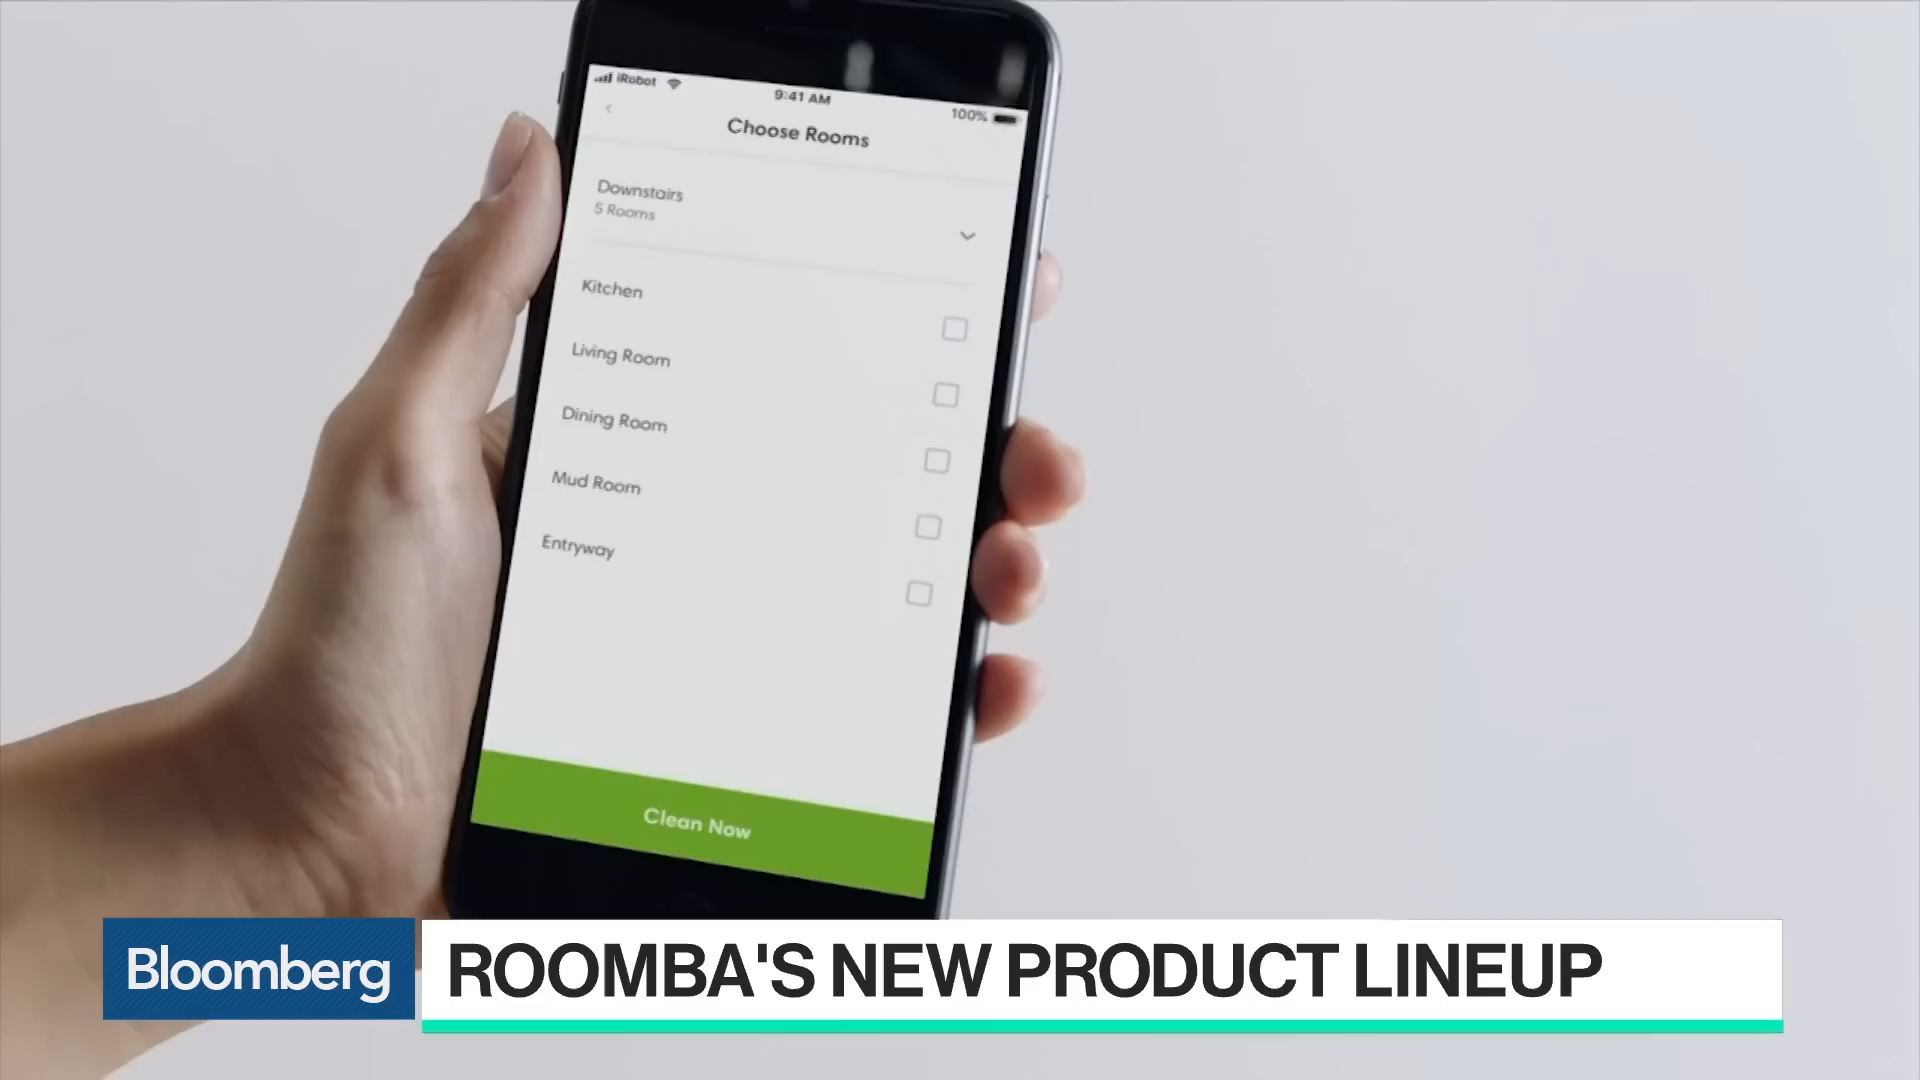 iRobot
9:41 AM
100%
Choose Rooms
Downstairs
5 Rooms
Kitchen
Living Room
Dining Room
Mud Room
Entryway
Clean Now
Bloomberg
ROOMBA'S NEW PRODUCT LINEUP